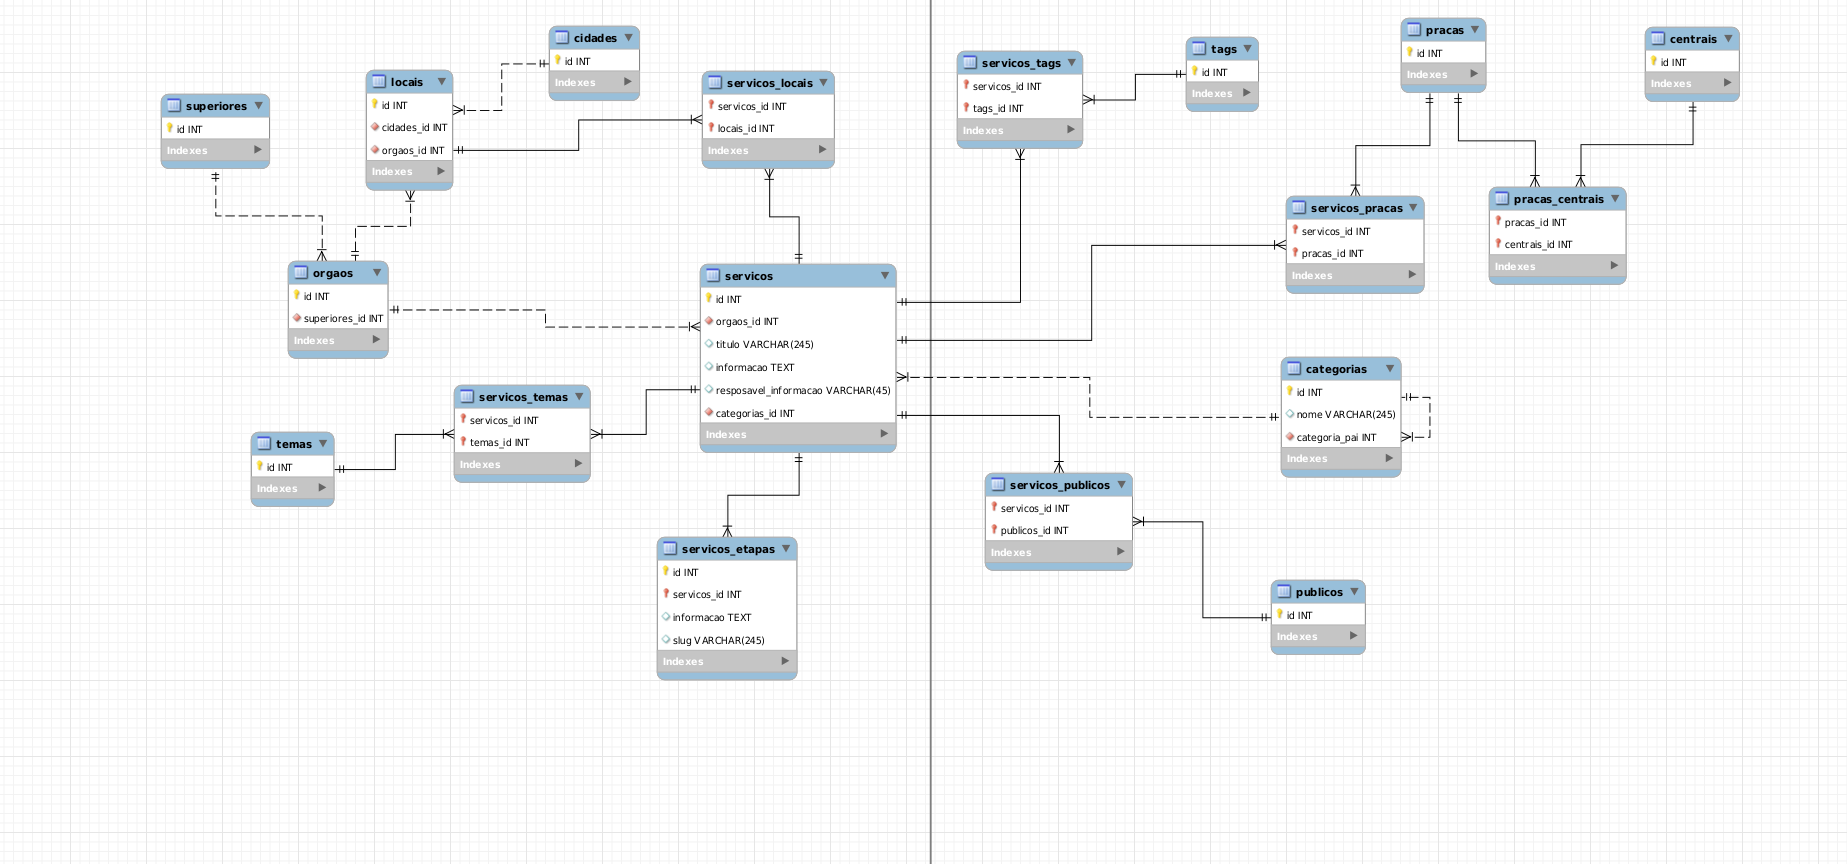 cidades
id INT
Indexes
locais
id INT
cidades_id INT
orgaos_id INT
Indexes
superiores
id INT
Indexes
servicos_locais
servicos_id INT
locais_id INT
Indexes
orgaos
id INT
superiores_id INT
Indexes
servicos
id INT
orgaos_id INT
titulo VARCHAR(245)
informacao TEXT
resposavel_informacao VARCHAR(45)
categorias_id INT
Indexes
servicos_temas
servicos_id INT
temas_id INT
Indexes
temas
id INT
Indexes
servicos_etapas
id INT
servicos_id INT
informacao TEXT
slug VARCHAR(245)
Indexes
servicos_tags
servicos_id INT
tags_id INT
Indexes
tags
id INT
Indexes
pracas
id INT
Indexes
centrais
id INT
Indexes
servicos_pracas
servicos_id INT
pracas_id INT
Indexes
pracas_centrais
pracas_id INT
centrais_id INT
Indexes
categorias
id INT
nome VARCHAR(245)
categoria_pai INT
Indexes
servicos_publicos
servicos_id INT
publicos_id INT
Indexes
publicos
id INT
Indexes